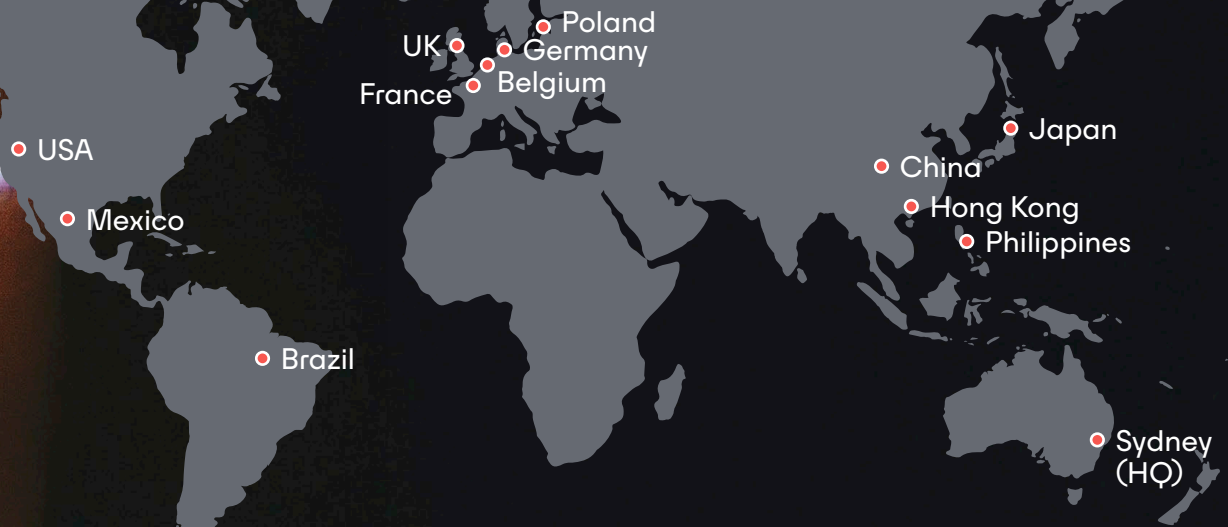 Poland
UK
Germany
Belgium
France
Japan
USA
China
Hong Kong
Mexico
Philippines
Brazil
Sydney
(HQ)